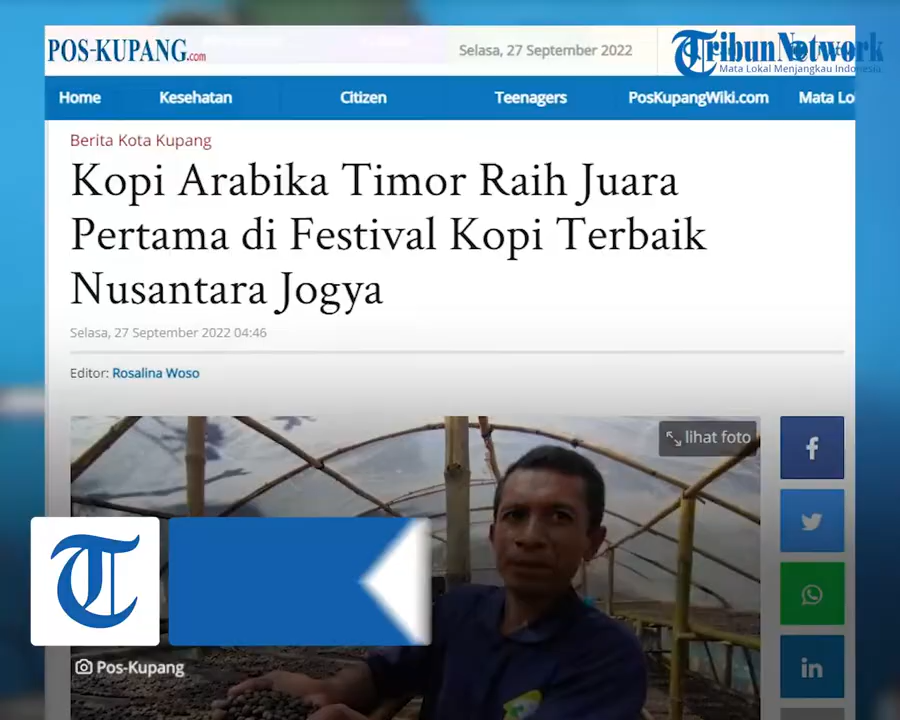 POS-KUPANG.com
Selasa, 27 September 2022
Tribun Network
Mata Lokal Menjangkau Indonesia
Home Kesehatan Citizen Teenagers PosKupangWiki.com Mata Lo
Berita Kota Kupang
Kopi Arabika Timor Raih Juara
Pertama di Festival Kopi Terbaik
Nusantara Jogya
Selasa, 27 September 2022 04:46
Editor: Rosalina Woso
lihat foto
Pos-Kupang